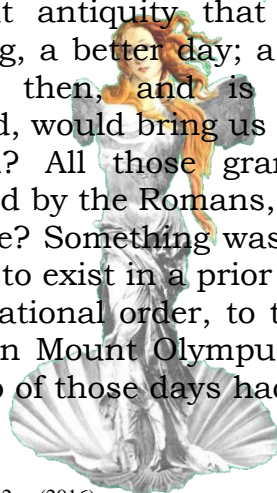 t antiquity that
g, a better day; a
then, and is
d, would bring us
? All those gran
d by the Romans,
e? Something was
to exist in a prior
ational order, to t
n Mount Olympu
o of those days had
(2016)